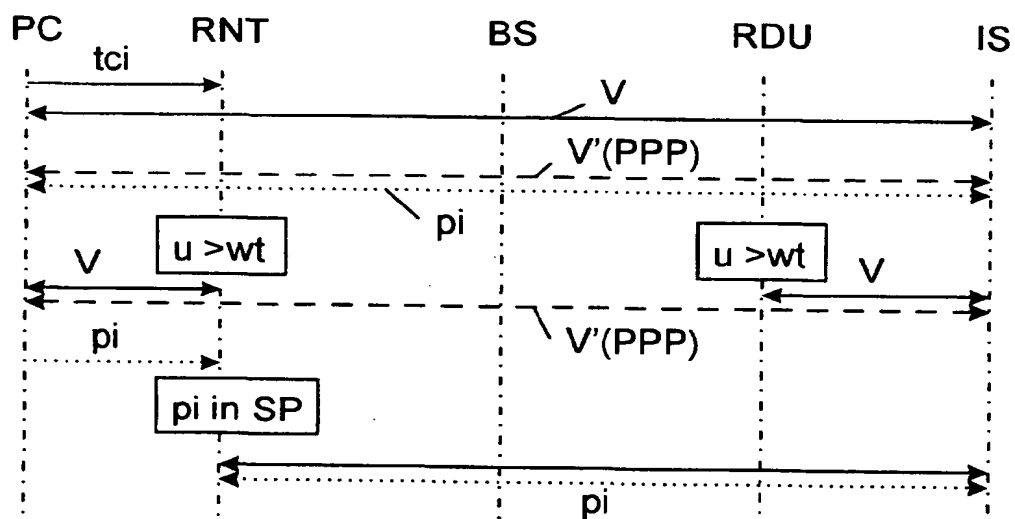 PC RNT BS RDU IS
tci
V
V'(PPP)
pi
u >wt u >wt
V V
V'(PPP)
pi
pi in SP
pi